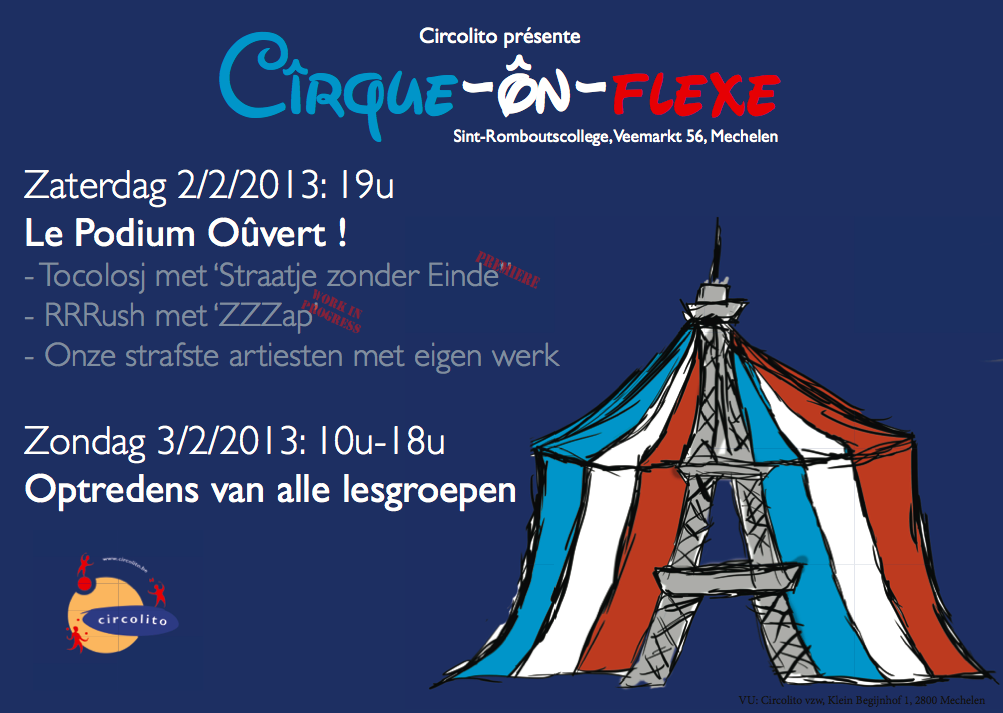 Circolito présente
Cîrque-ôn-flexe
Sint-Romboutscollege, Veemarkt 56, Mechelen
Zaterdag 2/2/2013: 19u
Le Podium Oûvert !
- Tocolosj met ‘Straatje zonder Einde’
PREMIERE
- RRRush met ‘ZZZap’
WORK IN
PROGRESS
- Onze strafste artiesten met eigen werk
Zondag 3/2/2013: 10u-18u
Optredens van alle lesgroepen
www.circolito.be
circolito
VU: Circolito vzw, Klein Begijnhof 1, 2800 Mechelen